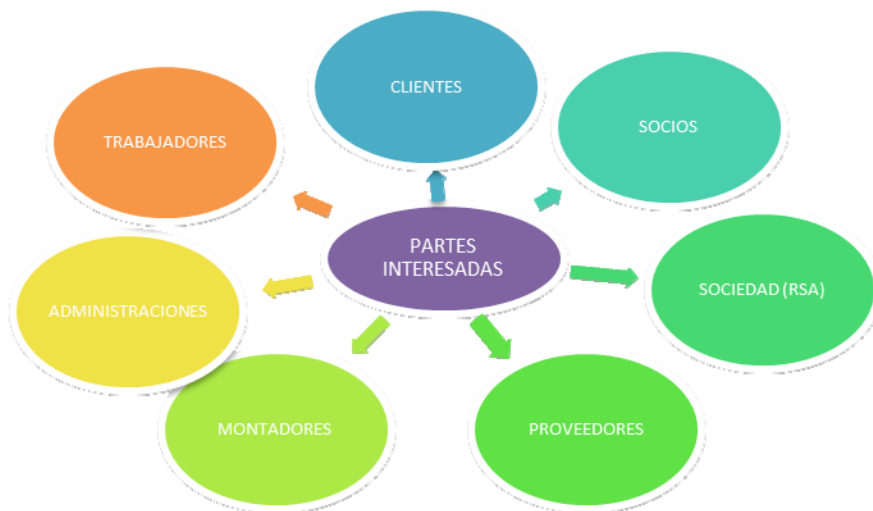 CLIENTES
SOCIOS
TRABAJADORES
PARTES
INTERESADAS
SOCIEDAD (RSA)
ADMINISTRACIONES
MONTADORES
PROVEEDORES